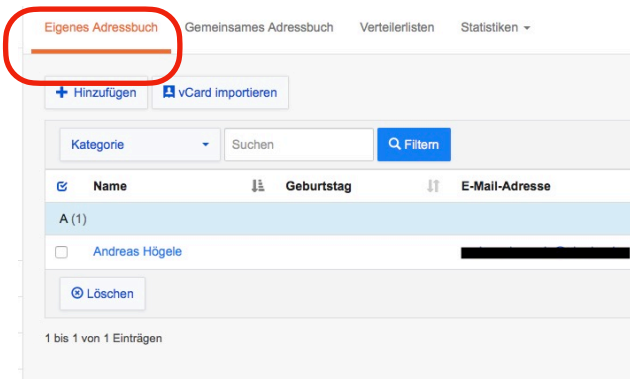 Eigenes Adressbuch Gemeinsames Adressbuch Verteilerlisten Statistiken
Hinzufügen vCard importieren
Kategorie Suchen Filtern
Name Geburtstag E-Mail-Adresse
A (1)
Andreas Högele
Löschen
1 bis 1 von 1 Einträgen